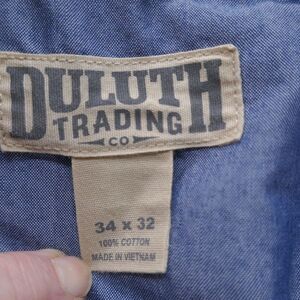 DULUTH
TRADING
CO
34 x 32
100% COTTON
MADE IN VIETNAM